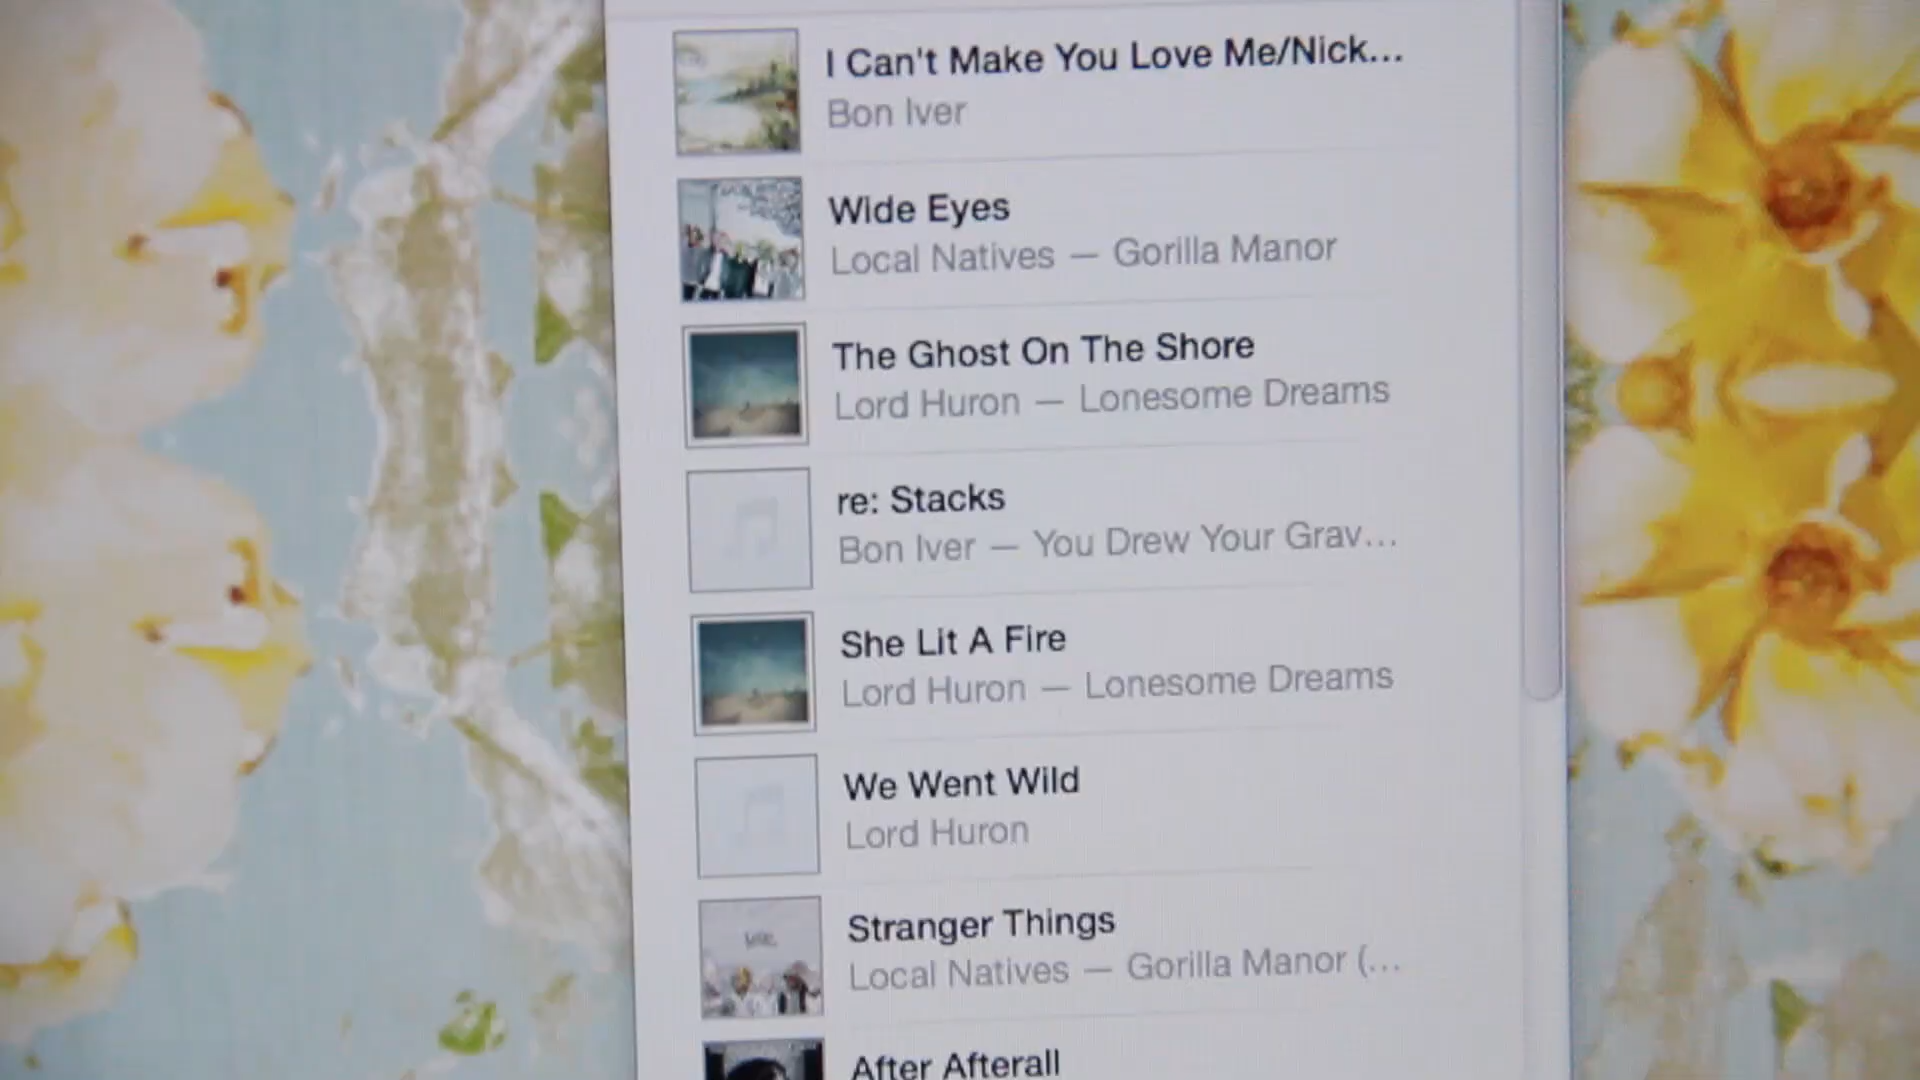 I Can't Make You Love Me/Nick...
Bon Iver
Wide Eyes
Local Natives — Gorilla Manor
The Ghost On The Shore
Lord Huron — Lonesome Dreams
re: Stacks
Bon Iver — You Drew Your Grav...
She Lit A Fire
Lord Huron — Lonesome Dreams
We Went Wild
Lord Huron
Stranger Things
Local Natives — Gorilla Manor (...
After Afterall